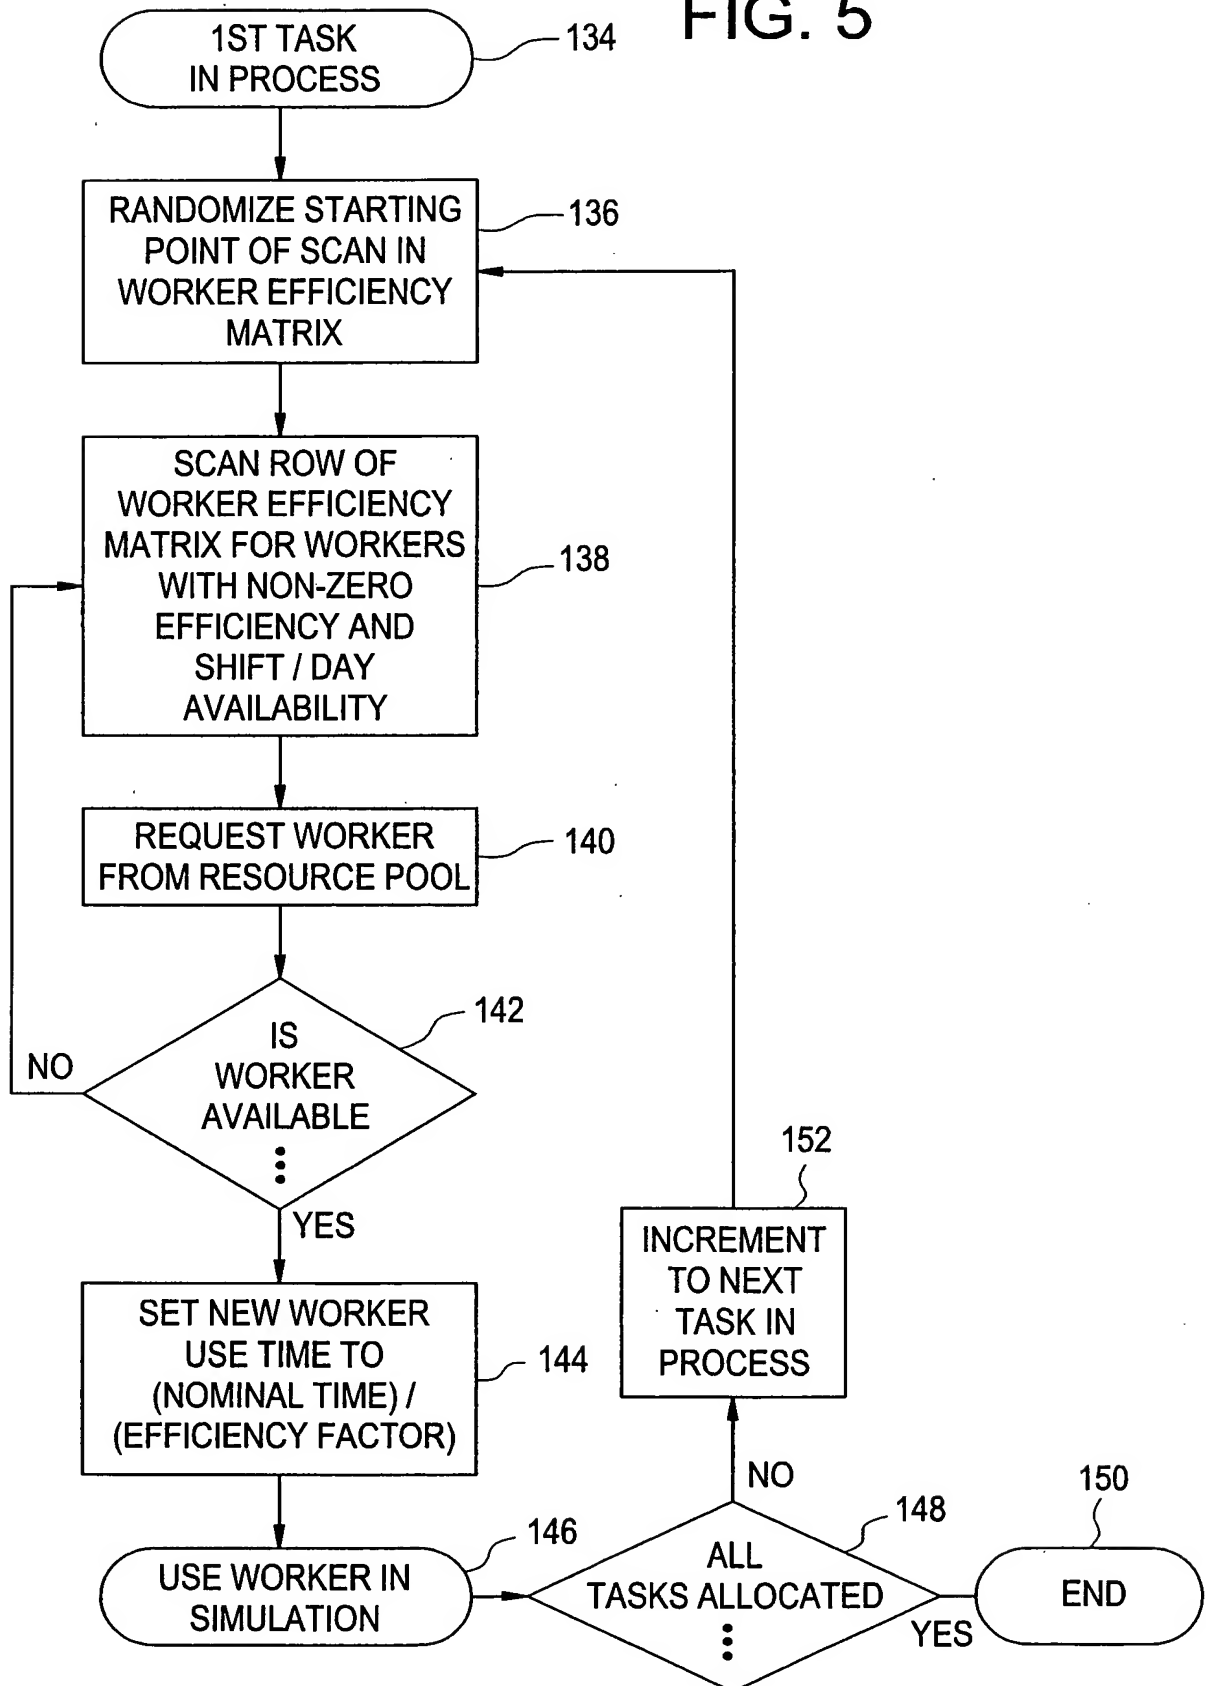 FIG. 5
1ST TASK
IN PROCESS
134
RANDOMIZE STARTING
POINT OF SCAN IN
WORKER EFFICIENCY
MATRIX
136
SCAN ROW OF
WORKER EFFICIENCY
MATRIX FOR WORKERS
WITH NON-ZERO
EFFICIENCY AND
SHIFT / DAY
AVAILABILITY
138
REQUEST WORKER
FROM RESOURCE POOL
140
IS
WORKER
AVAILABLE
142
NO
YES
SET NEW WORKER
USE TIME TO
(NOMINAL TIME) /
(EFFICIENCY FACTOR)
144
USE WORKER IN
SIMULATION
146
ALL
TASKS ALLOCATED
148
NO
YES
INCREMENT
TO NEXT
TASK IN
PROCESS
152
END
150